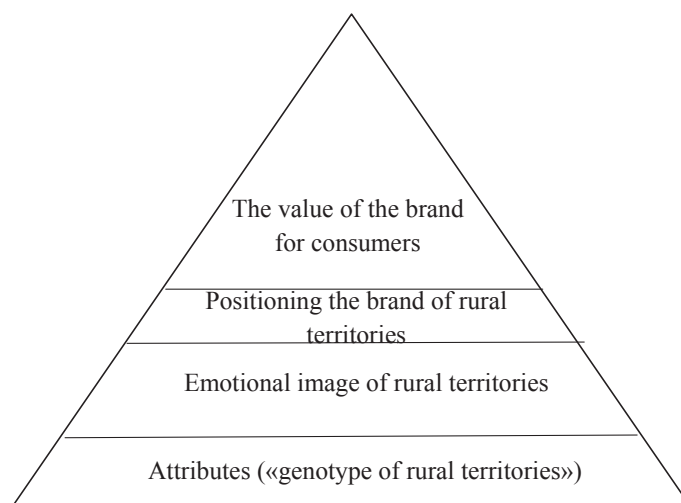 The value of the brand
for consumers
Positioning the brand of rural
territories
Emotional image of rural territories
Attributes («genotype of rural territories»)